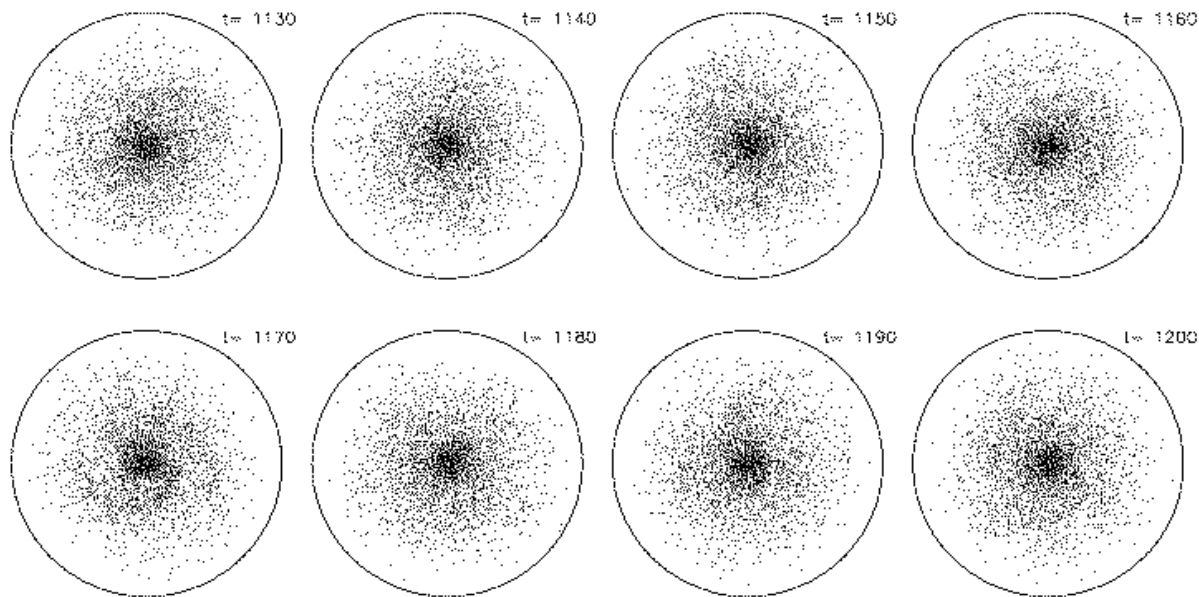 t= 1130
t= 1140
t= 1150
t= 1160
t= 1170
t= 1180
t= 1190
t= 1200